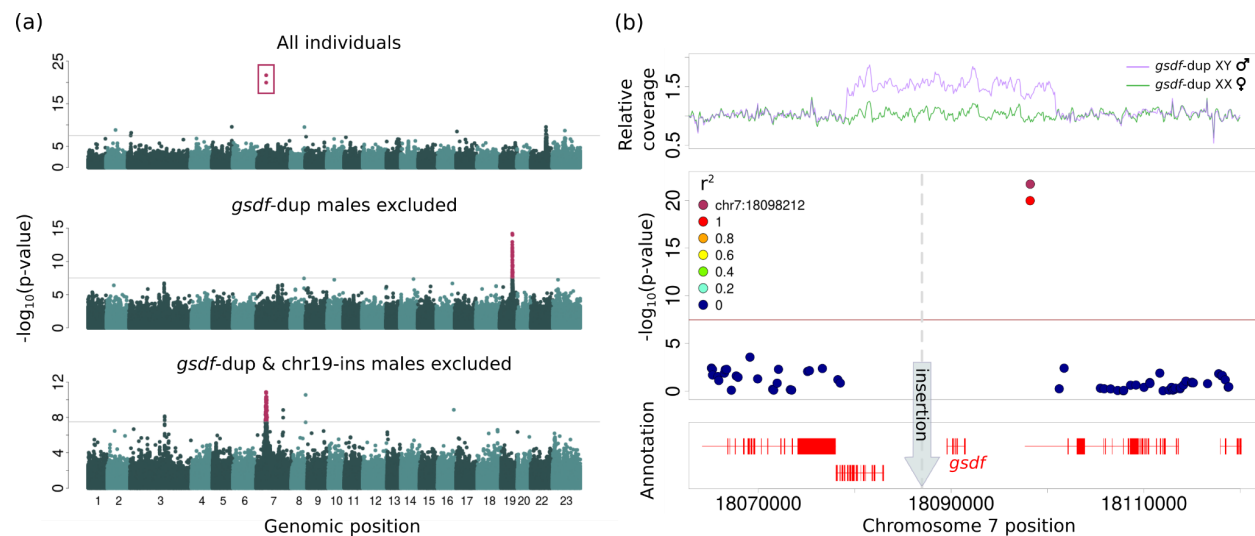 (a)
All individuals
25
20
15
10
5
0
gsdf-dup males excluded
15
10
5
0
-log10(p-value)
gsdf-dup & chr19-ins males excluded
12
8
4
0
1 2 3 4 5 6 7 8 9 10 11 12 13 14 15 16 17 18 19 20 22 23
Genomic position
(b)
Relative
coverage
1.5
0.5
gsdf-dup XY ♂
gsdf-dup XX ♀
-log10(p-value)
20
15
10
5
0
r2
chr7:18098212
1
0.8
0.6
0.4
0.2
0
insertion
Annotation
gsdf
18070000 18090000 18110000
Chromosome 7 position